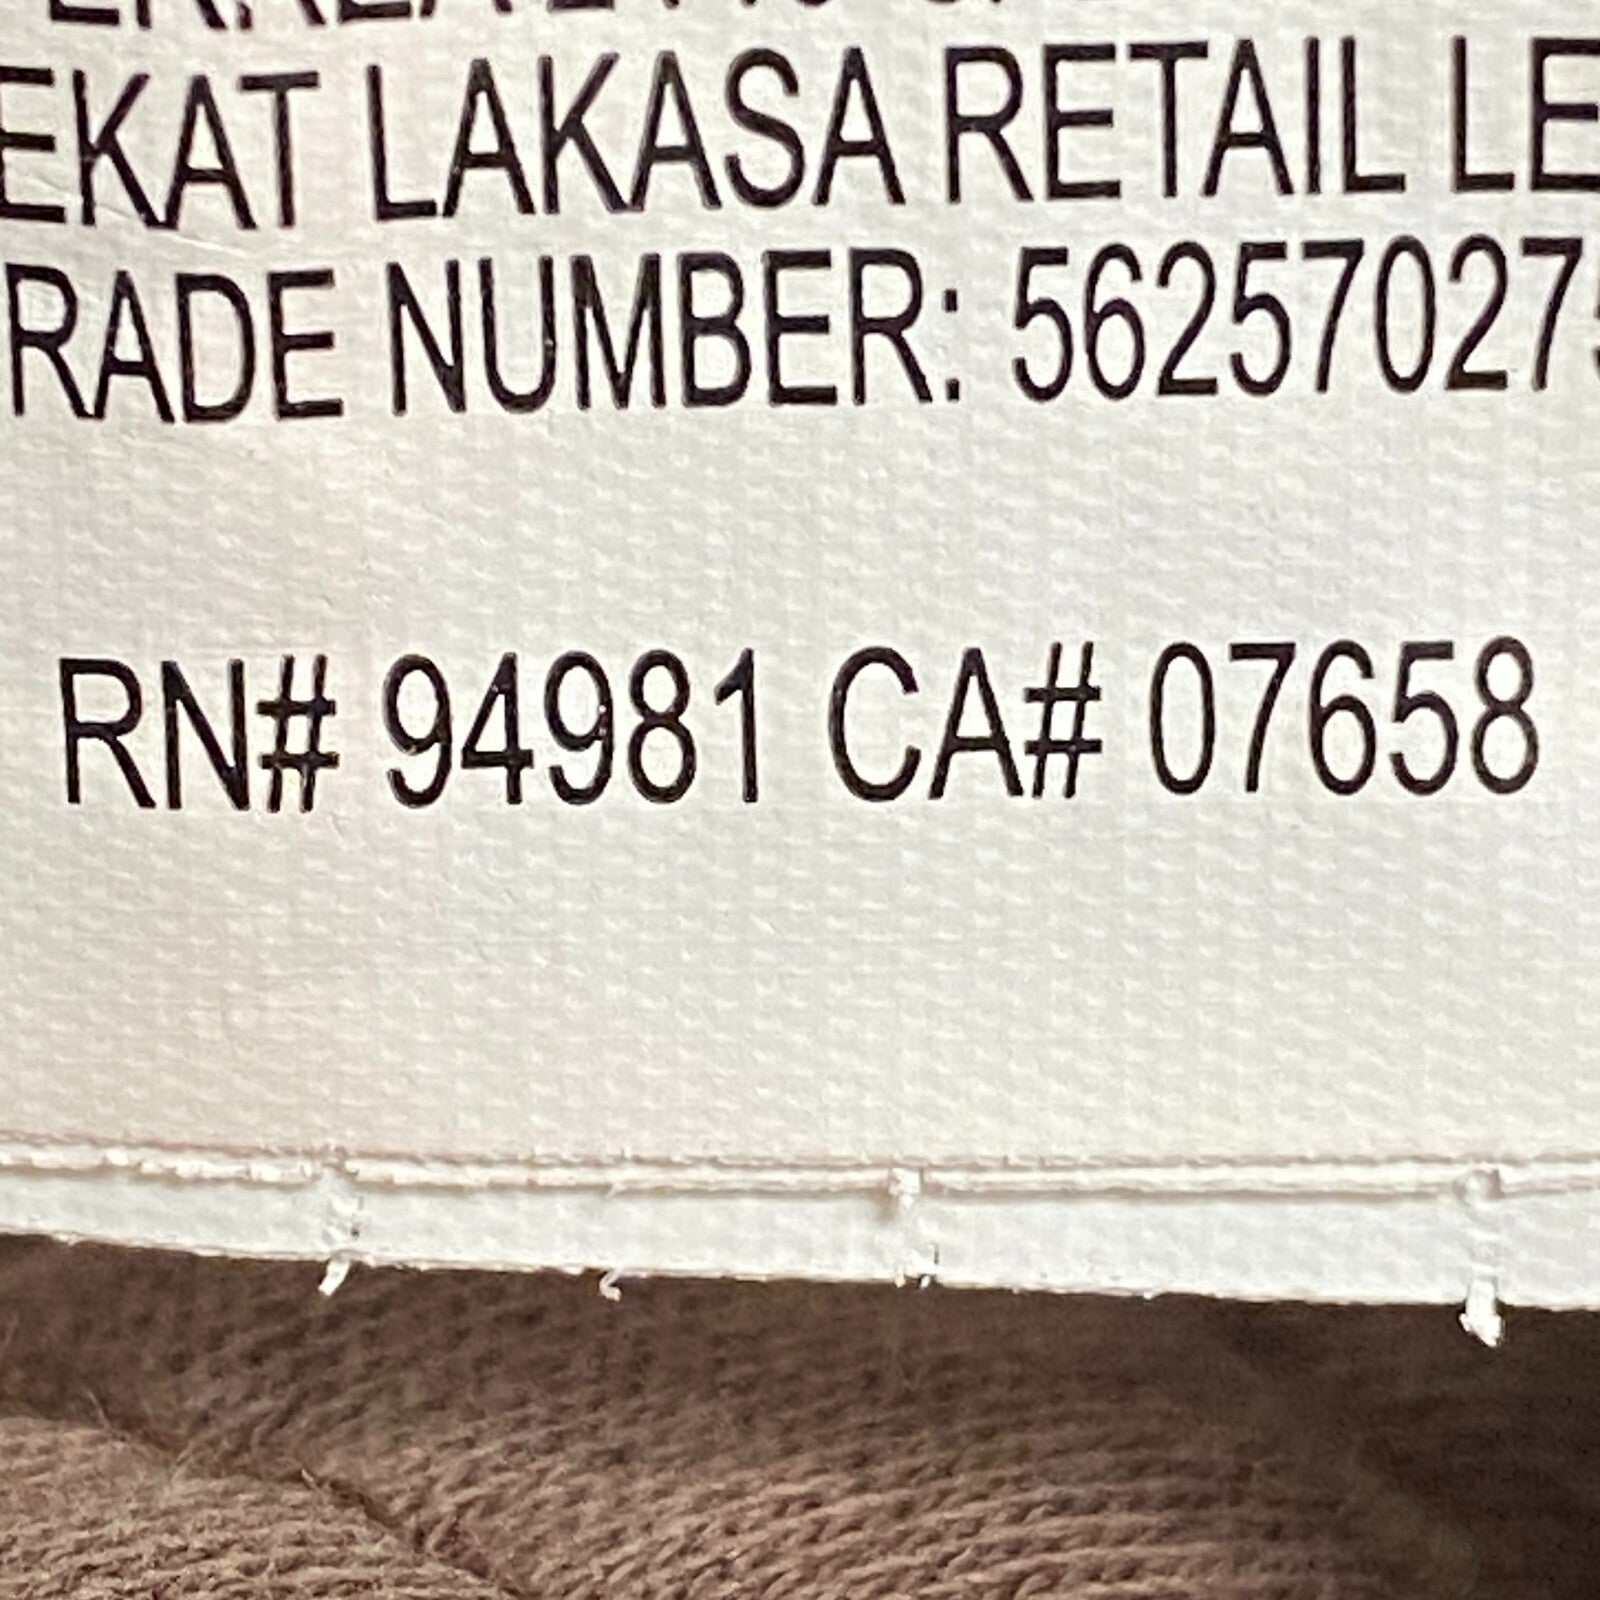 EKAT LAKASA RETAIL LE
RADE NUMBER: 56257027
RN# 94981 CA# 07658